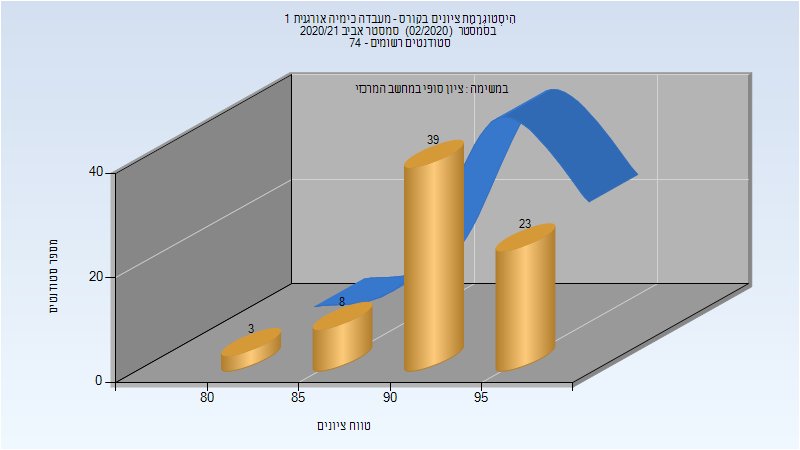 היסטוגרמת ציונים בקורס - מעבדה כימיה אורגנית 1
בסמסטר (02/2020) סמסטר אביב 2020/21
סטודנטים רשומים - 74
במשימה : ציון סופי במחשב המרכזי
מספר סטודנטים
40
20
0
3
8
39
23
80
85
90
95
טווח ציונים